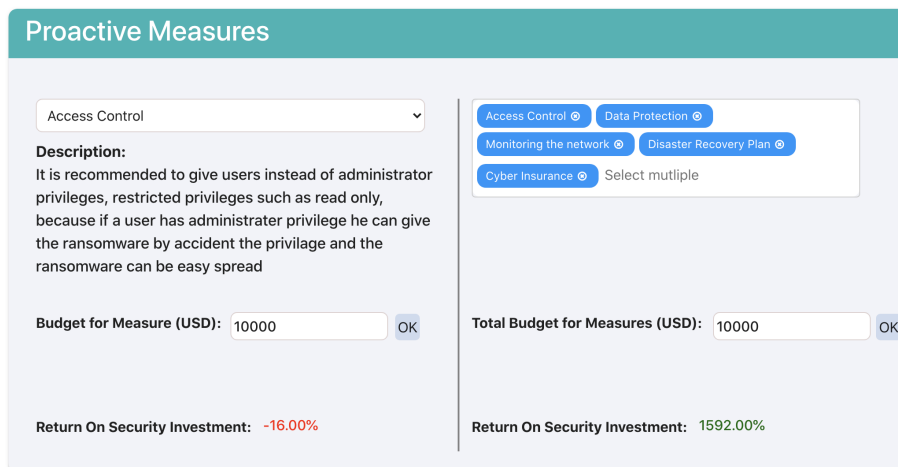 Proactive Measures
Access Control
Description:
It is recommended to give users instead of administrator
privileges, restricted privileges such as read only,
because if a user has administrater privilege he can give
the ransomware by accident the privilage and the
ransomware can be easy spread
Budget for Measure (USD): 10000 OK
Return On Security Investment: -16.00%
Access Control Data Protection
Monitoring the network Disaster Recovery Plan
Cyber Insurance Select mutliple
Total Budget for Measures (USD): 10000 OK
Return On Security Investment: 1592.00%